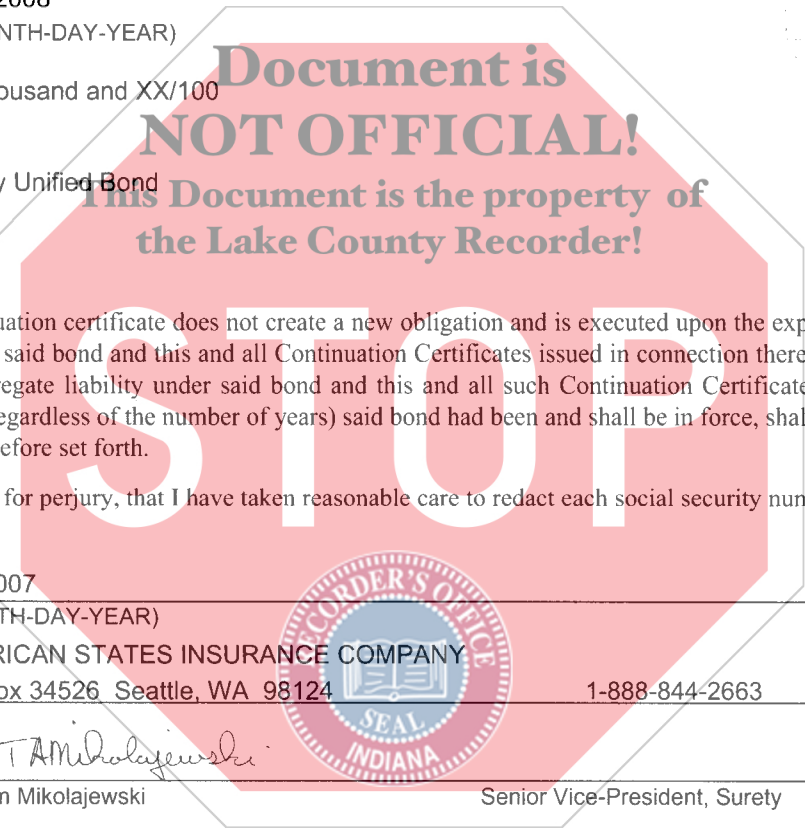 2008
NTH-DAY-YEAR)
Document is
ousand and XX/100
NOT OFFICIAL!
y Unified Bond
This Document is the property of
the Lake County Recorder!
uation certificate does not create a new obligation and is executed upon the exp
said bond and this and all Continuation Certificates issued in connection there
regate liability under said bond and this and all such Continuation Certificate
regardless of the number of years) said bond had been and shall be in force, shal
efore set forth.
STOP
for perjury, that I have taken reasonable care to redact each social security nun
007
TH-DAY-YEAR)
RICAN STATES INSURANCE COMPANY
ox 34526 Seattle, WA 98124 1-888-844-2663
RECORDER'S OFFICE
SEAL
INDIANA
TAMikolajewski
m Mikolajewski Senior Vice-President, Surety